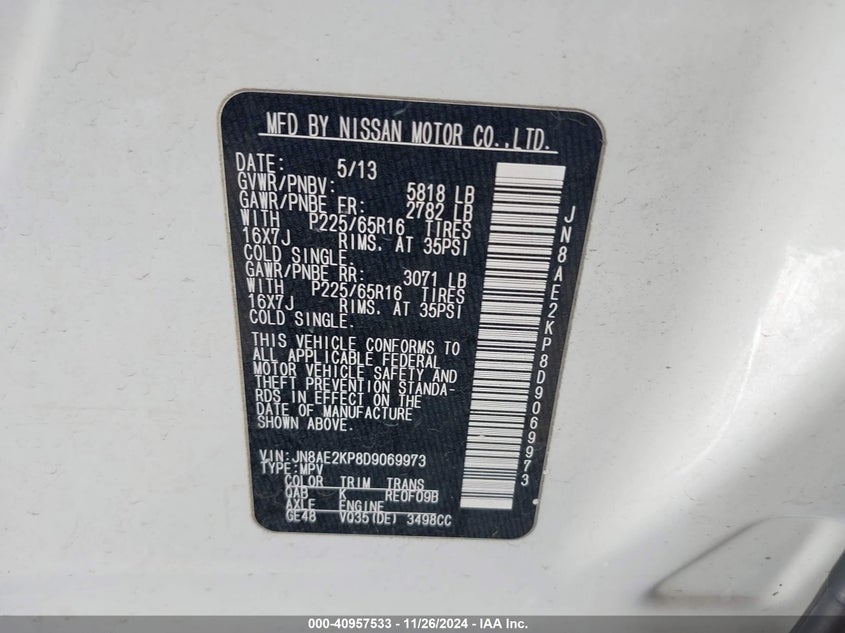 MFD BY NISSAN MOTOR CO.,LTD.
DATE: 5/13
GVWR/PNBV: 5818 LB
GAWR/PNBE FR: 2782 LB
WITH P225/65R16 TIRES
16X7J RIMS, AT 35PSI
COLD SINGLE.
GAWR/PNBE RR: 3071 LB
WITH P225/65R16 TIRES
16X7J RIMS. AT 35PSI
COLD SINGLE.
THIS VEHICLE CONFORMS TO
ALL APPLICABLE FEDERAL
MOTOR VEHICLE SAFETY AND
THEFT PREVENTION STANDA-
RDS IN EFFECT ON THE
DATE OF MANUFACTURE
SHOWN ABOVE.
VIN:JN8AE2KP8D9069973
TYPE:MPV
COLOR TRIM TRANS
QAB K RE0F09B
AXLE ENGINE
GE48 VQ35(DE) 3498CC
JN8AE2KP8D9069973
000-40957533 - 11/26/2024 - IAA Inc.